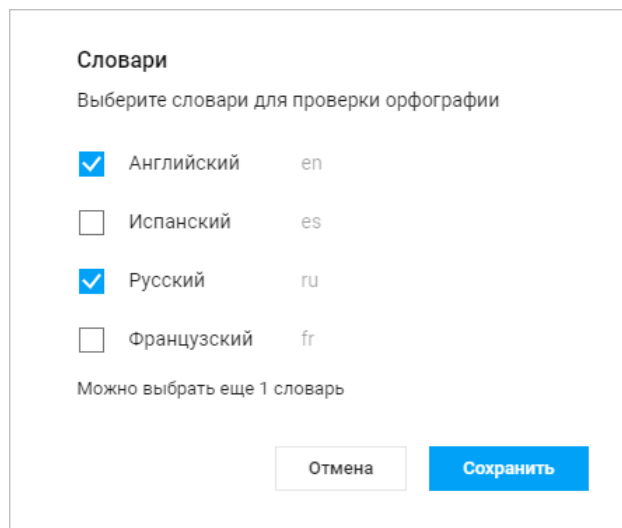 Словари
Выберите словари для проверки орфографии
Английский en
Испанский es
Русский ru
Французский fr
Можно выбрать еще 1 словарь
Отмена Сохранить